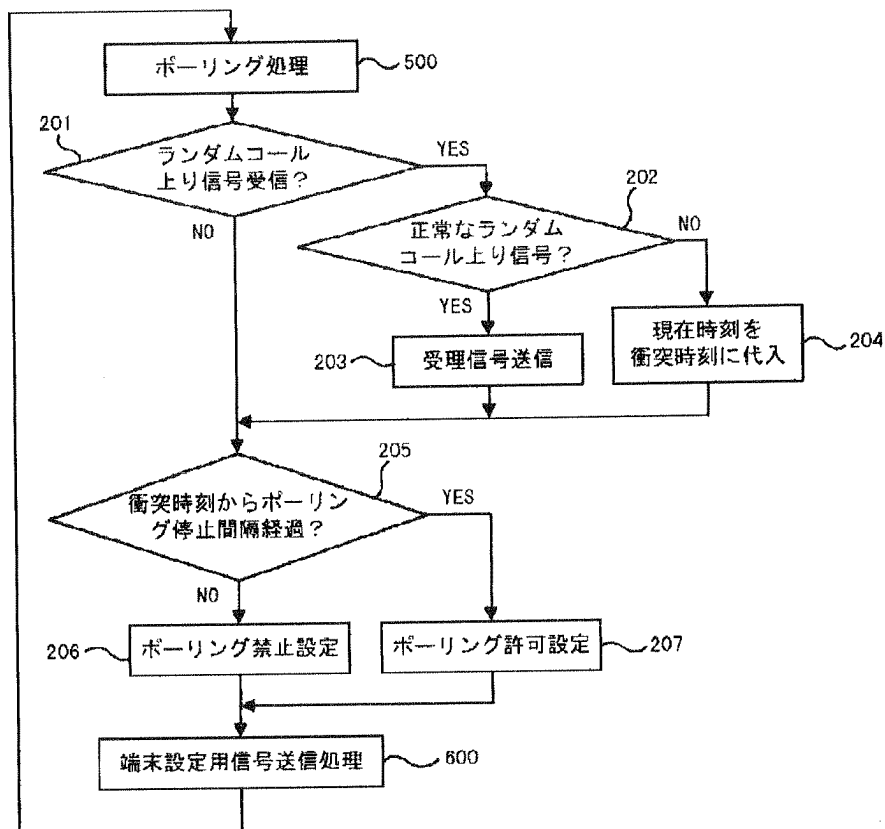 ポーリング処理
500
201
ランダムコール
上り信号受信？
YES
NO
202
正常なランダム
コール上り信号？
NO
YES
203
受理信号送信
現在時刻を
衝突時刻に代入
204
205
衝突時刻からポーリン
グ停止間隔経過？
YES
NO
206
ポーリング禁止設定
ポーリング許可設定
207
端末設定用信号送信処理
600